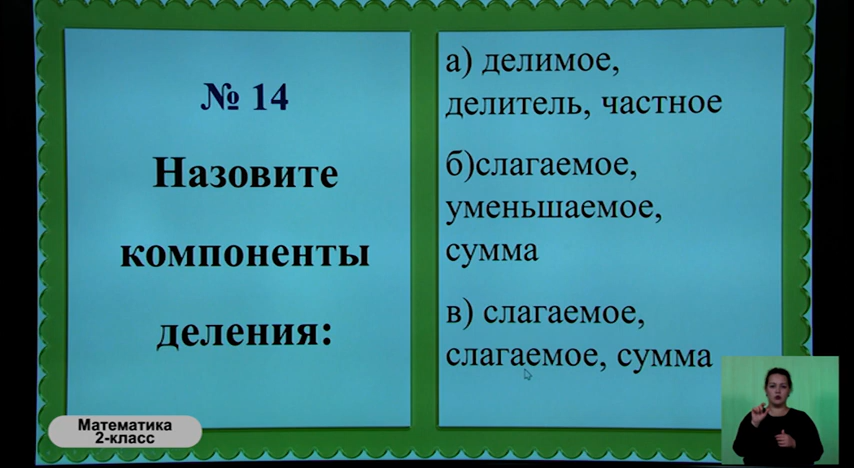 № 14
Назовите
компоненты
деления:
а) делимое,
делитель, частное
б)слагаемое,
уменьшаемое,
сумма
в) слагаемое,
слагаемое, сумма
Математика
2-класс